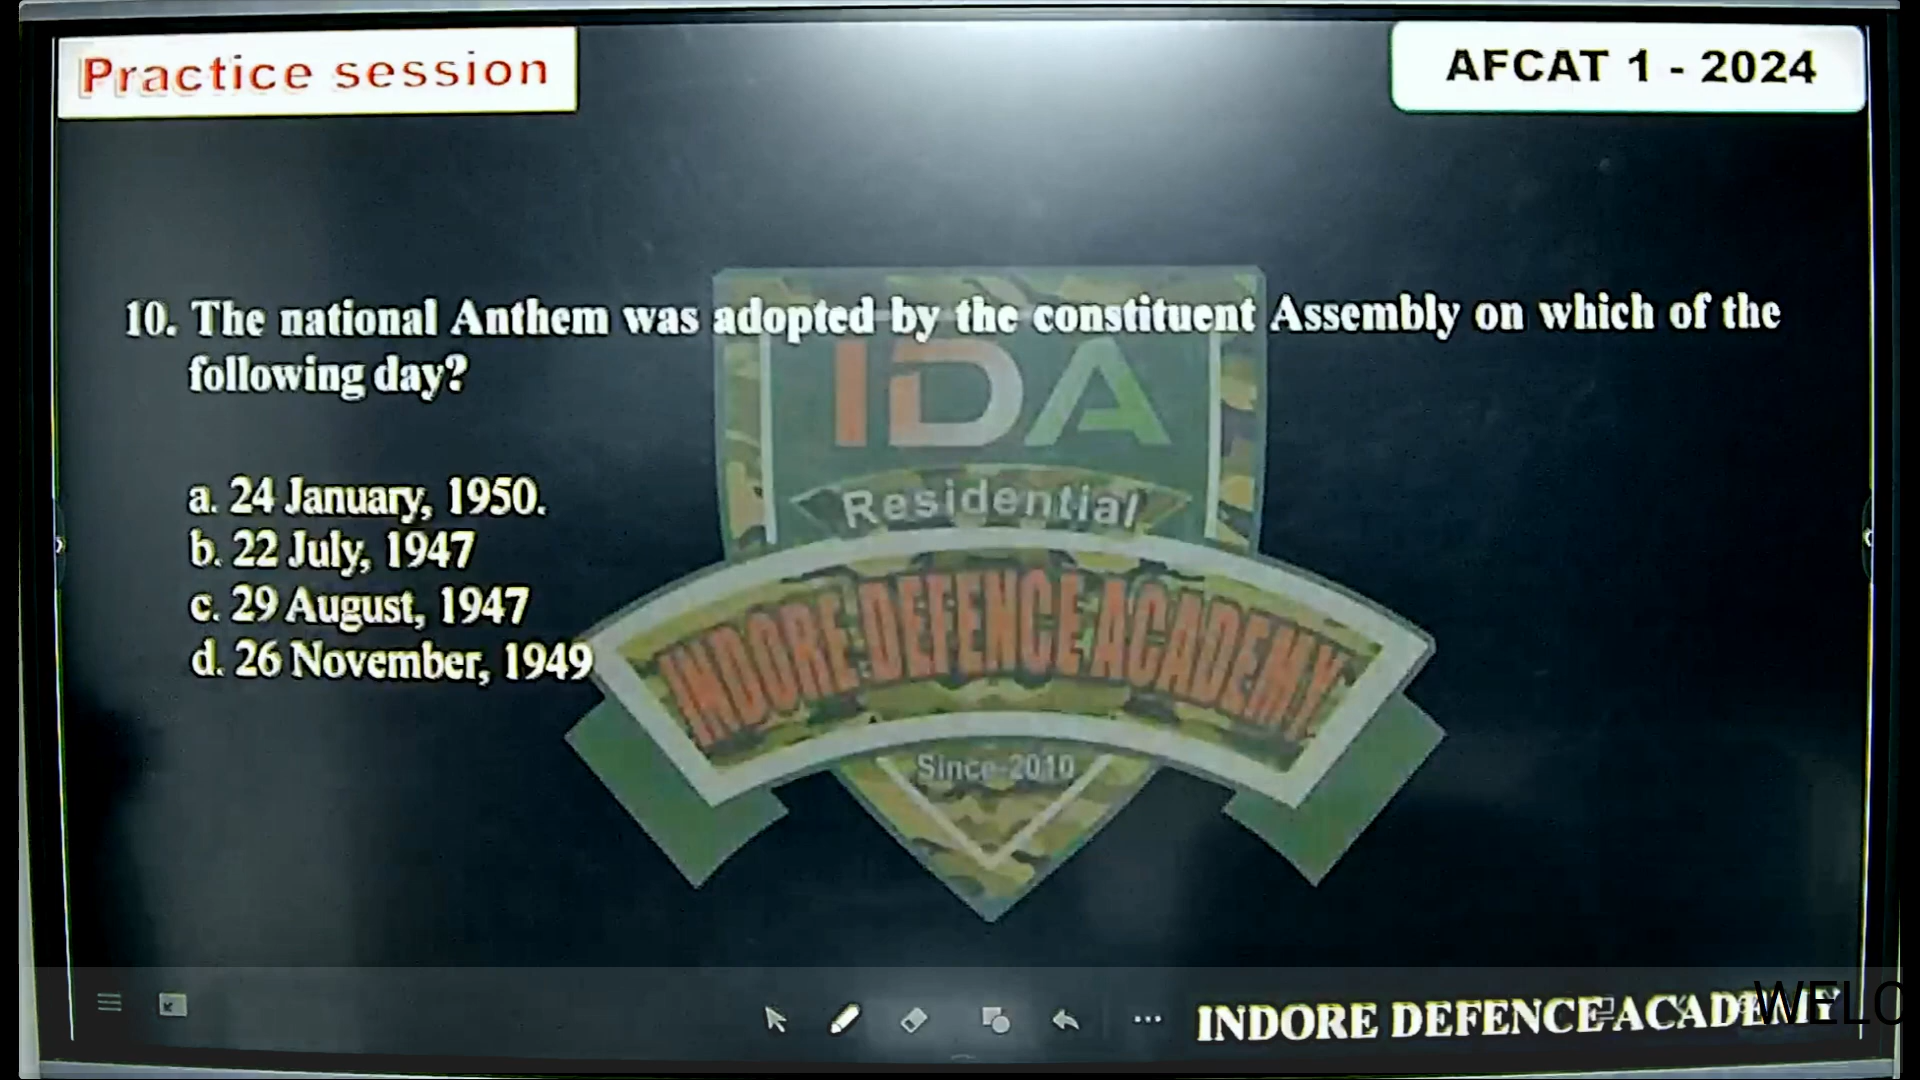 Practice session
AFCAT 1 - 2024
10. The national Anthem was adopted by the constituent Assembly on which of the
following day?
a. 24 January, 1950.
b. 22 July, 1947
c. 29 August, 1947
d. 26 November, 1949
IDA
Residential
INDORE DEFENCE ACADEMY
Since-2010
INDORE DEFENCE ACADEMY
WELC